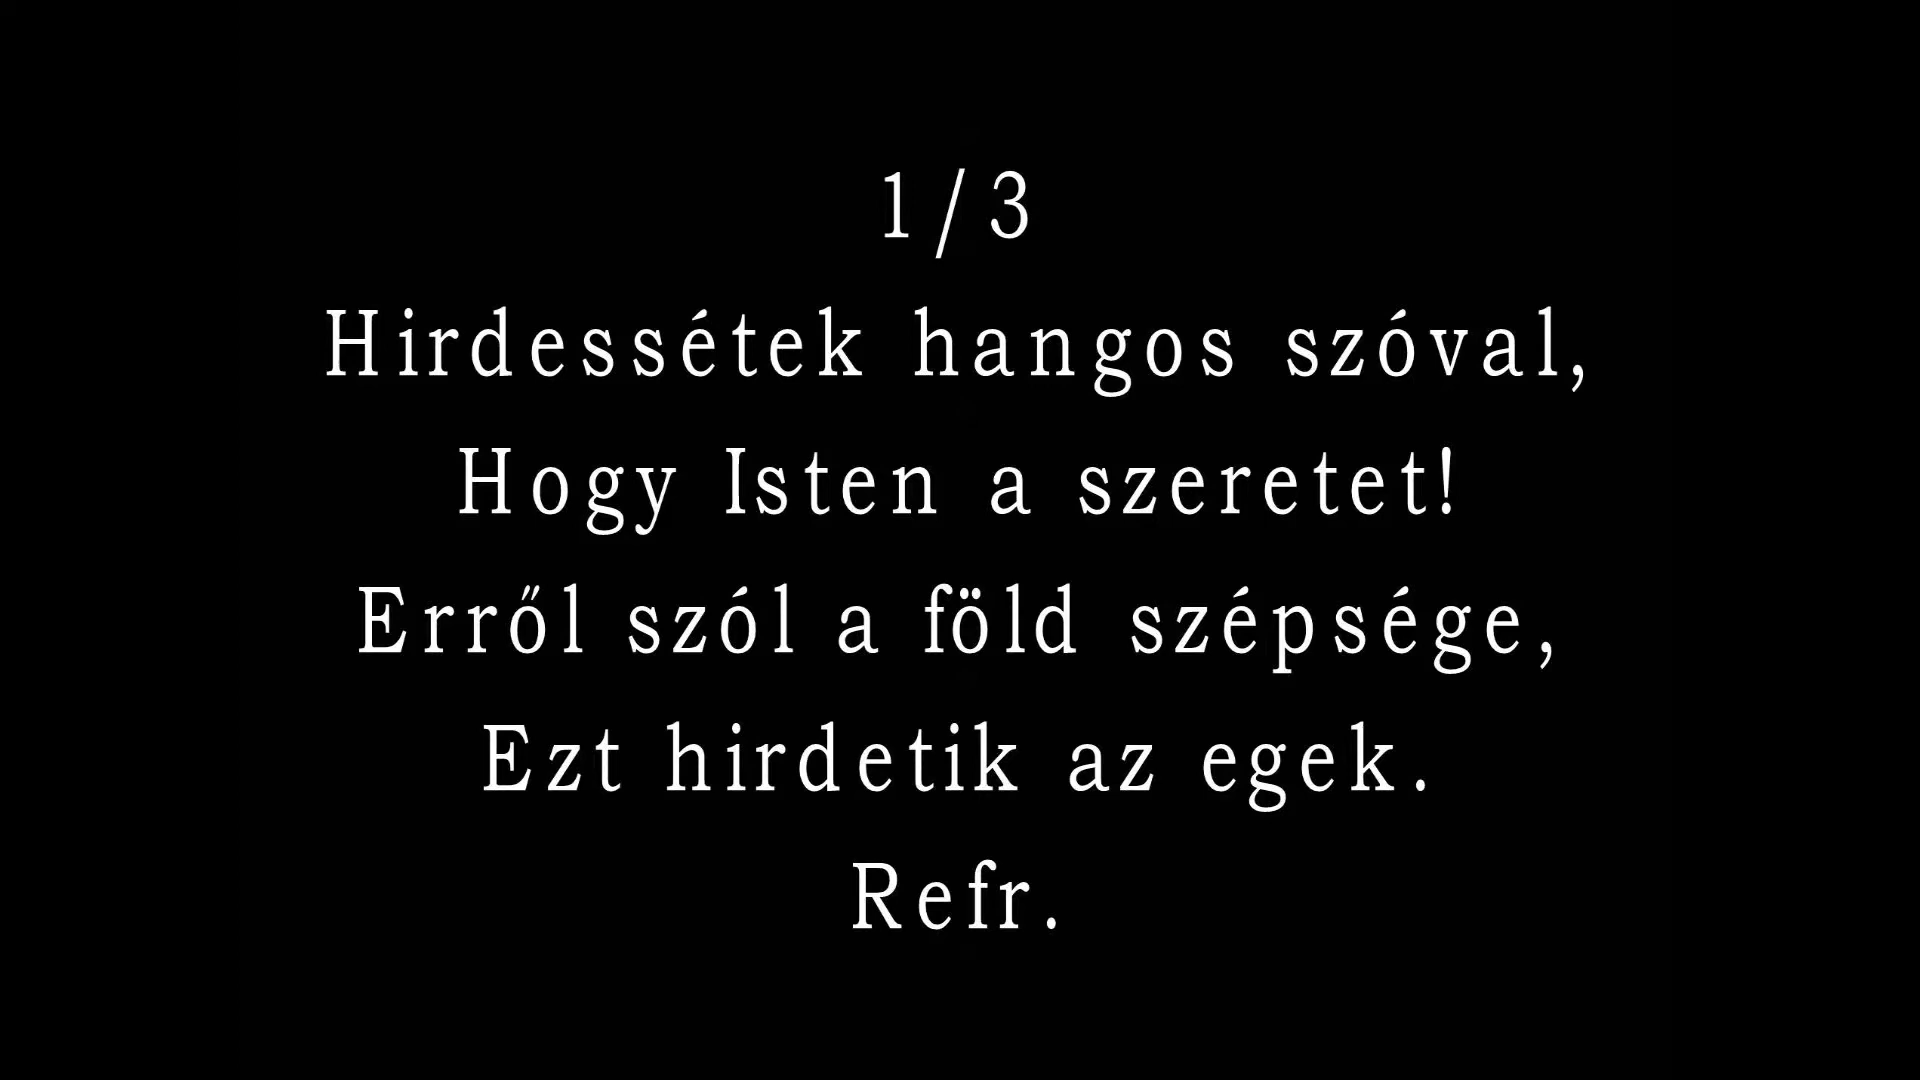 1/3
Hirdessétek hangos szóval,
Hogy Isten a szeretet!
Erről szól a föld szépsége,
Ezt hirdetik az egek.
Refr.